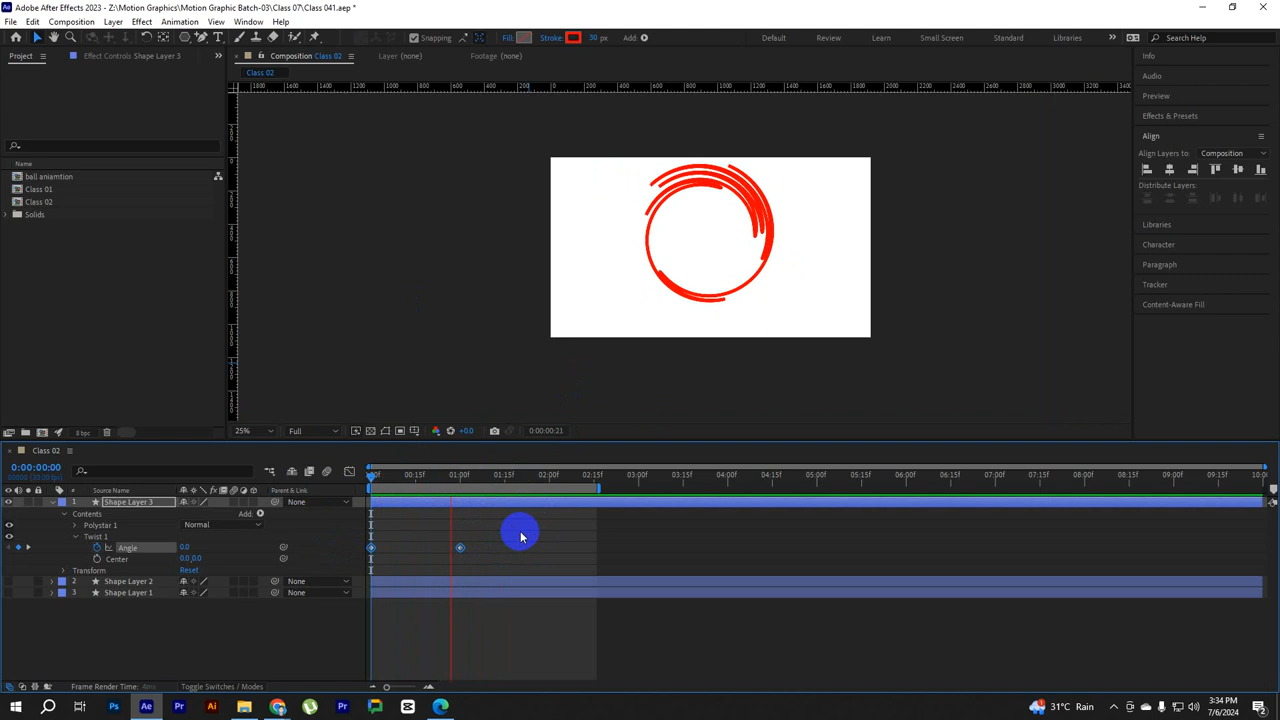 Adobe After Effects 2023 - Z:\Motion Graphics\Motion Graphic Batch-03\Class 07\Class 041.aep *
File Edit Composition Layer Effect Animation View Window Help
Snapping Fill: Stroke: 30 px Add: Default Review Learn Small Screen Standard Libraries Search Help
Project Effect Controls Shape Layer 3 Composition Class 02 Layer (none) Footage (none) Info
Class 02
Audio
Preview
Effects & Presets
Align
Align Layers to: Composition
Name
ball aniamtion
Class 01
Class 02
Solids
Distribute Layers:
Libraries
Character
Paragraph
Tracker
Content-Aware Fill
8 bpc 25% Full +0.0 0:00:00:21
Class 02
0:00:00:00
00:15f 01:00f 01:15f 02:00f 02:15f 03:00f 03:15f 04:00f 04:15f 05:00f 05:15f 06:00f 06:15f 07:00f 07:15f 08:00f 08:15f 09:00f 09:15f 10:0
# Source Name Parent & Link
1 Shape Layer 3 None
Contents Add:
Polystar 1 Normal
Twist 1
Angle 0.0
Center 0.0,0.0
Transform Reset
2 Shape Layer 2 None
3 Shape Layer 1 None
Frame Render Time: 4ms Toggle Switches / Modes
31°C Rain
3:34 PM
7/6/2024